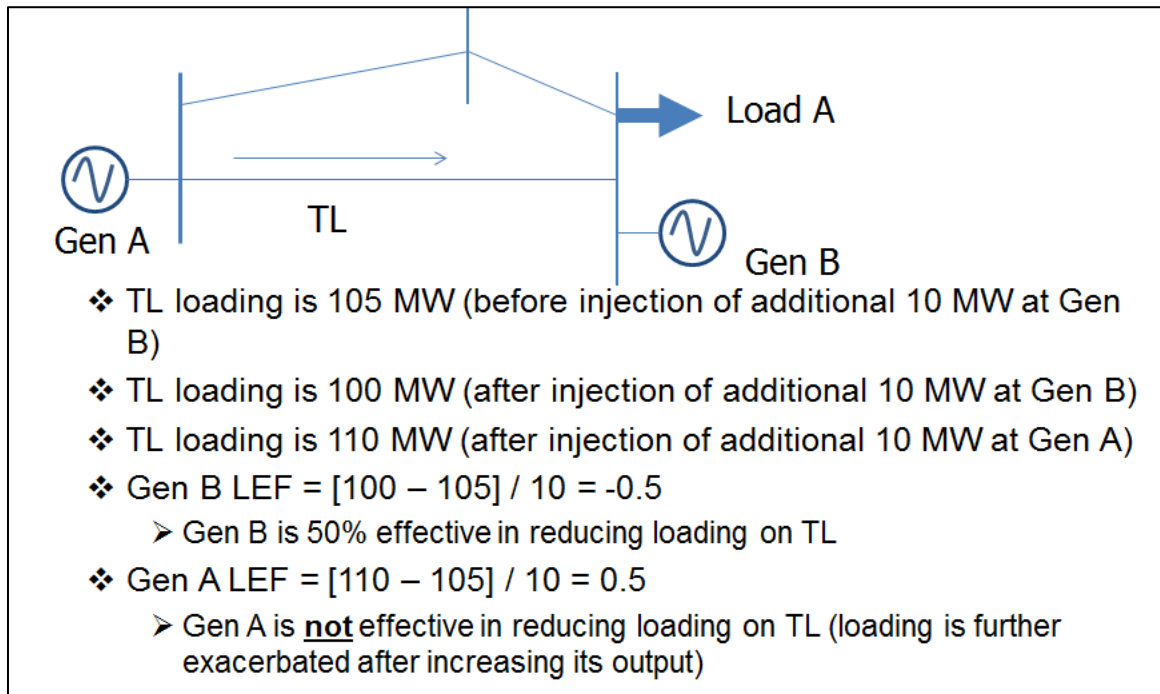 Load A
TL
Gen A
Gen B
❖ TL loading is 105 MW (before injection of additional 10 MW at Gen
B)
❖ TL loading is 100 MW (after injection of additional 10 MW at Gen B)
❖ TL loading is 110 MW (after injection of additional 10 MW at Gen A)
❖ Gen B LEF = [100 – 105] / 10 = -0.5
➢ Gen B is 50% effective in reducing loading on TL
❖ Gen A LEF = [110 – 105] / 10 = 0.5
➢ Gen A is not effective in reducing loading on TL (loading is further
exacerbated after increasing its output)